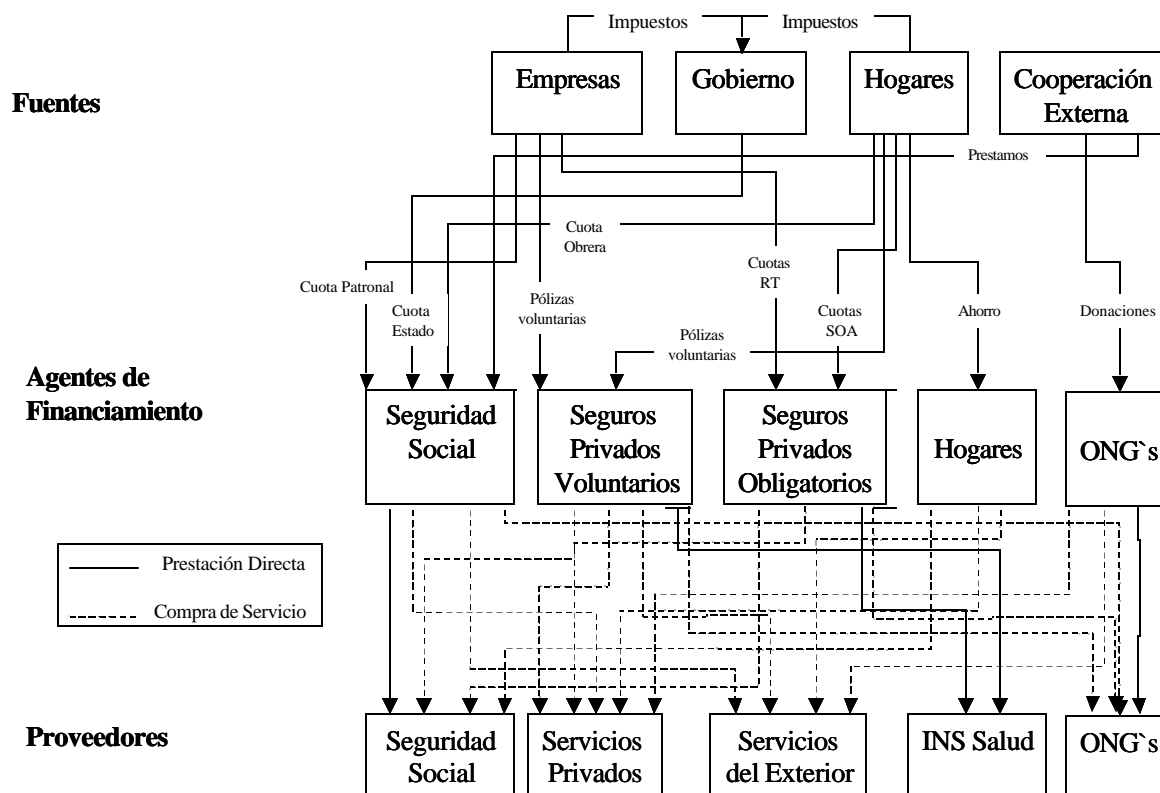 Impuestos
Impuestos
Fuentes
Empresas
Gobierno
Hogares
Cooperación
Externa
Prestamos
Cuota
Obrera
Cuota Patronal
Cuota
Estado
Pólizas
voluntarias
Cuotas
RT
Cuotas
SOA
Ahorro
Donaciones
Pólizas
voluntarias
Agentes de
Financiamiento
Seguridad
Social
Seguros
Privados
Voluntarios
Seguros
Privados
Obligatorios
Hogares
ONG`s
Prestación Directa
Compra de Servicio
Proveedores
Seguridad
Social
Servicios
Privados
Servicios
del Exterior
INS Salud
ONG`s